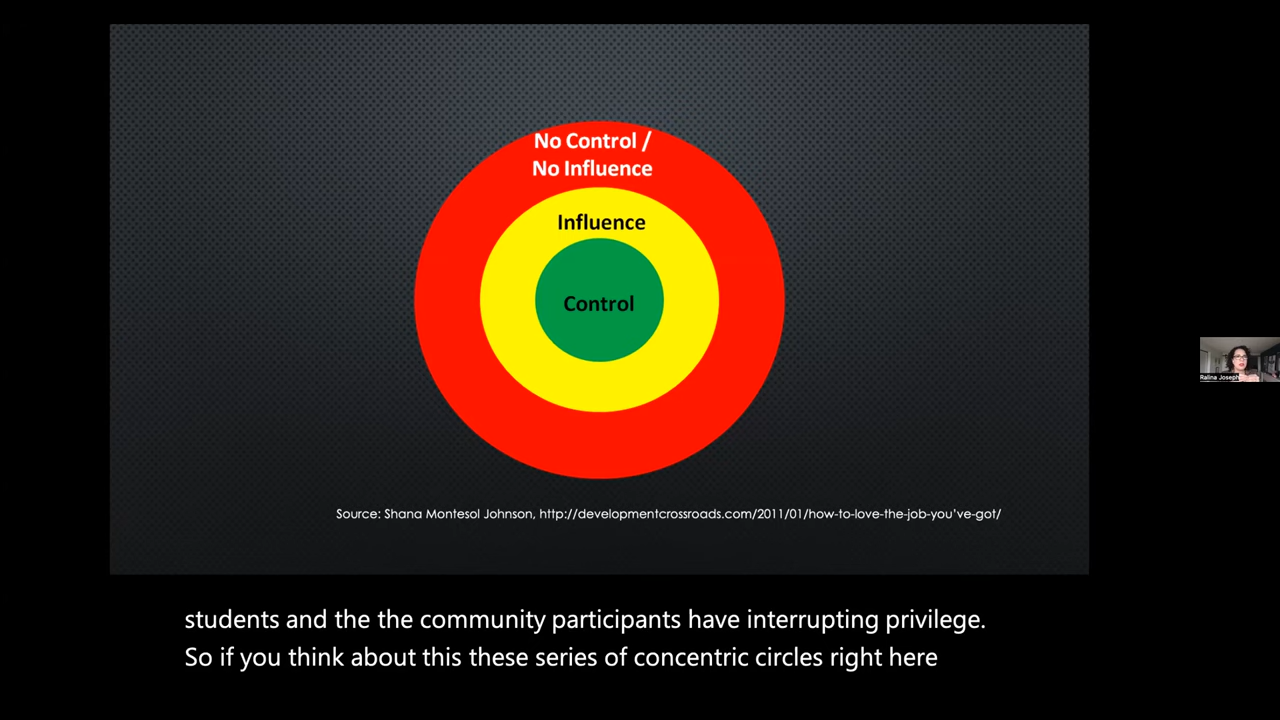 No Control /
No Influence
Influence
Control
Source: Shana Montesol Johnson, http://developmentcrossroads.com/2011/01/how-to-love-the-job-you've-got/
Ralina Joseph
students and the the community participants have interrupting privilege.
So if you think about this these series of concentric circles right here